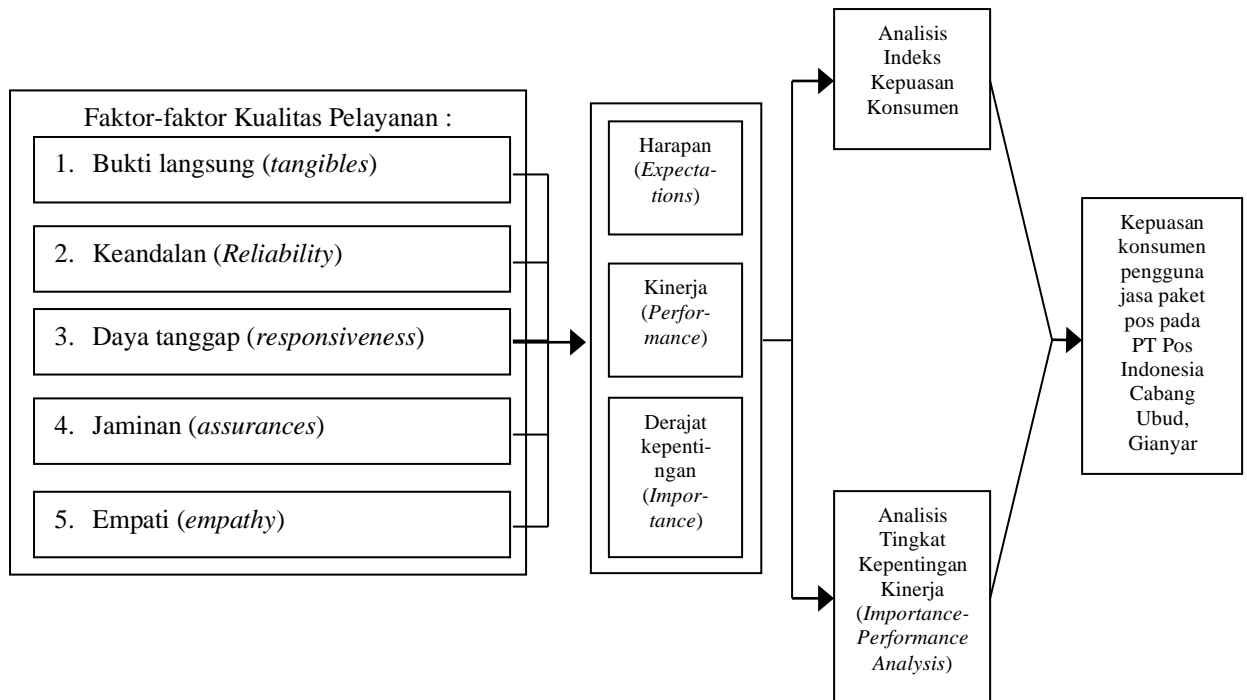 Faktor-faktor Kualitas Pelayanan :
1. Bukti langsung (tangibles)
2. Keandalan (Reliability)
3. Daya tanggap (responsiveness)
4. Jaminan (assurances)
5. Empati (empathy)
Harapan
(Expecta-
tions)
Kinerja
(Perfor-
mance)
Derajat
kepenti-
ngan
(Impor-
tance)
Analisis
Indeks
Kepuasan
Konsumen
Analisis
Tingkat
Kepentingan
Kinerja
(Importance-
Performance
Analysis)
Kepuasan
konsumen
pengguna
jasa paket
pos pada
PT Pos
Indonesia
Cabang
Ubud,
Gianyar